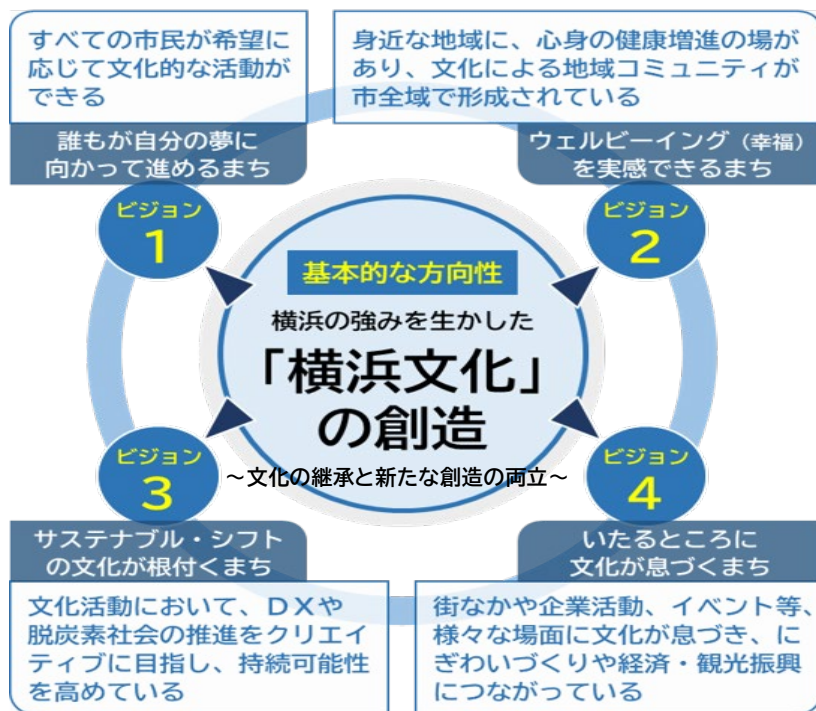 すべての市民が希望に
応じて文化的な活動が
できる
誰もが自分の夢に
向かって進めるまち
ビジョン
1
身近な地域に、心身の健康増進の場が
あり、文化による地域コミュニティが
市全域で形成されている
ウェルビーイング（幸福）
を実感できるまち
ビジョン
2
基本的な方向性
横浜の強みを生かした
「横浜文化」
の創造
～文化の継承と新たな創造の両立～
ビジョン
3
サステナブル・シフト
の文化が根付くまち
文化活動において、ＤＸや
脱炭素社会の推進をクリエイ
ティブに目指し、持続可能性
を高めている
ビジョン
4
いたるところに
文化が息づくまち
街なかや企業活動、イベント等、
様々な場面に文化が息づき、に
ぎわいづくりや経済・観光振興
につながっている